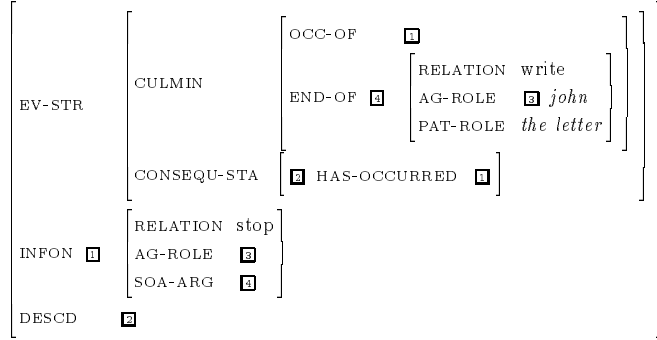 OCC-OF 1
RELATION write
CULMIN
END-OF 4 AG-ROLE 3 john
EV-STR
PAT-ROLE the letter
CONSEQU-STA 2 HAS-OCCURRED 1
RELATION stop
INFON 1 AG-ROLE 3
SOA-ARG 4
DESCD 2